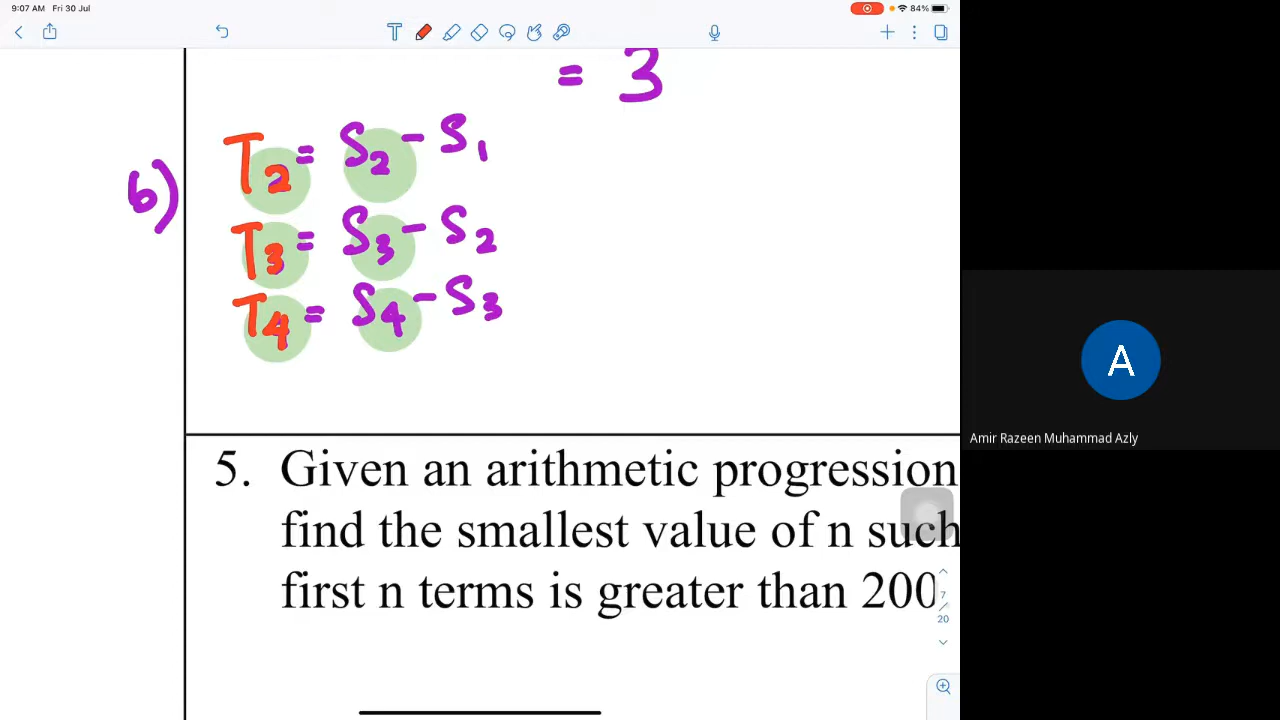 9:07 AM Fri 30 Jul
84%
= 3
b)
T2 = S2 - S1
T3 = S3 - S2
T4 = S4 - S3
5. Given an arithmetic progression
find the smallest value of n such
first n terms is greater than 200
7
/
20
A
Amir Razeen Muhammad Azly